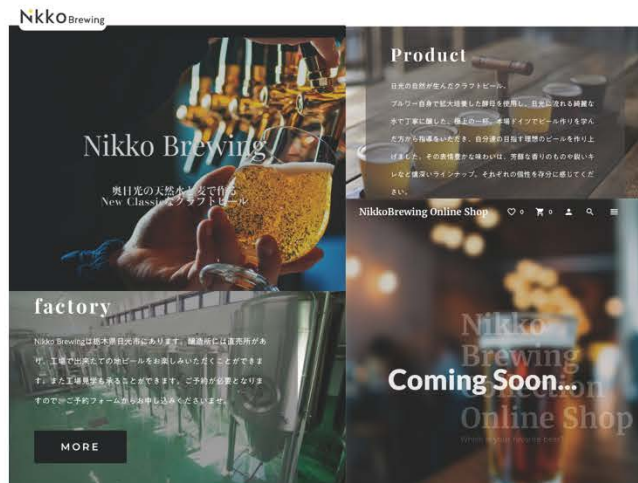 Nikko Brewing
Nikko Brewing
奥日光の天然水と麦で作る
New Classicなクラフトビール
Product
日光の自然が生んだクラフトビール。
ブルワー自身で拡大培養した酵母を使用し、日光に流れる綺麗な
水で丁寧に醸した、極上の一杯。本場ドイツでビール作りを学ん
だ方から指導をいただき、自分達の目指す理想のビールを作り上
げました。その表情豊かな味わいは、芳醇な香りのものや鋭いキ
レなど幅深いラインナップ。それぞれの個性を存分に感じてくだ
さい。
factory
Nikko Brewingは栃木県日光市にあります。醸造所には直売所があ
り、工場で出来たての地ビールをお楽しみいただくことができま
す。また工場見学も承ることができます。ご予約が必要となりま
すので、ご予約フォームからお申し込みくださいませ。
MORE
NikkoBrewing Online Shop 0 0
Nikko
Brewing
Collection
Online Shop
Coming Soon...